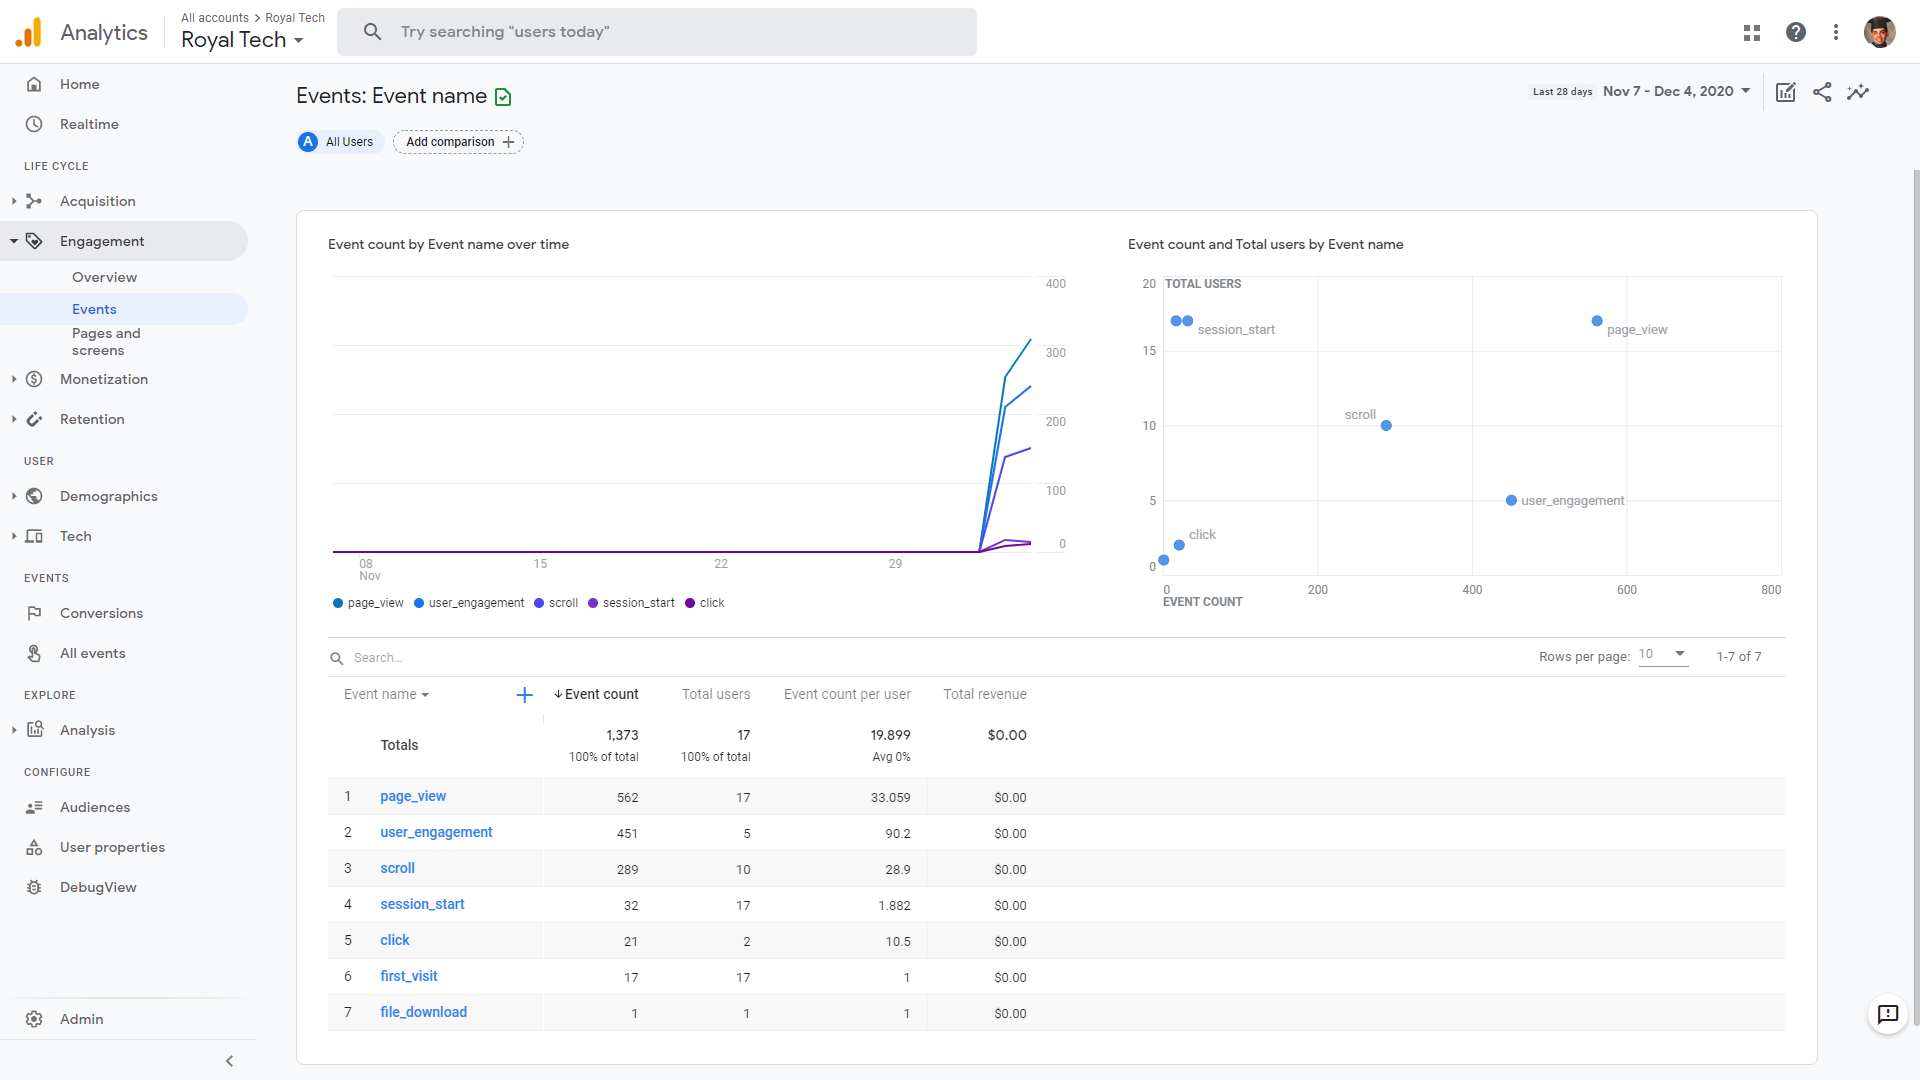 Analytics
All accounts > Royal Tech
Royal Tech
Try searching "users today"
Home
Realtime
LIFE CYCLE
Acquisition
Engagement
Overview
Events
Pages and
screens
Monetization
Retention
USER
Demographics
Tech
EVENTS
Conversions
All events
EXPLORE
Analysis
CONFIGURE
Audiences
User properties
DebugView
Admin
Events: Event name
Last 28 days Nov 7 - Dec 4, 2020
A All Users
Add comparison
Event count by Event name over time
400
300
200
100
0
08 15 22 29
Nov
page_view user_engagement scroll session_start click
Event count and Total users by Event name
20 TOTAL USERS
session_start
page_view
15
scroll
10
5
user_engagement
click
0
0 200 400 600 800
EVENT COUNT
Search...
Rows per page: 10 1-7 of 7
Event name Event count Total users Event count per user Total revenue
Totals 1,373 17 19.899 $0.00
100% of total 100% of total Avg 0%
1 page_view 562 17 33.059 $0.00
2 user_engagement 451 5 90.2 $0.00
3 scroll 289 10 28.9 $0.00
4 session_start 32 17 1.882 $0.00
5 click 21 2 10.5 $0.00
6 first_visit 17 17 1 $0.00
7 file_download 1 1 1 $0.00